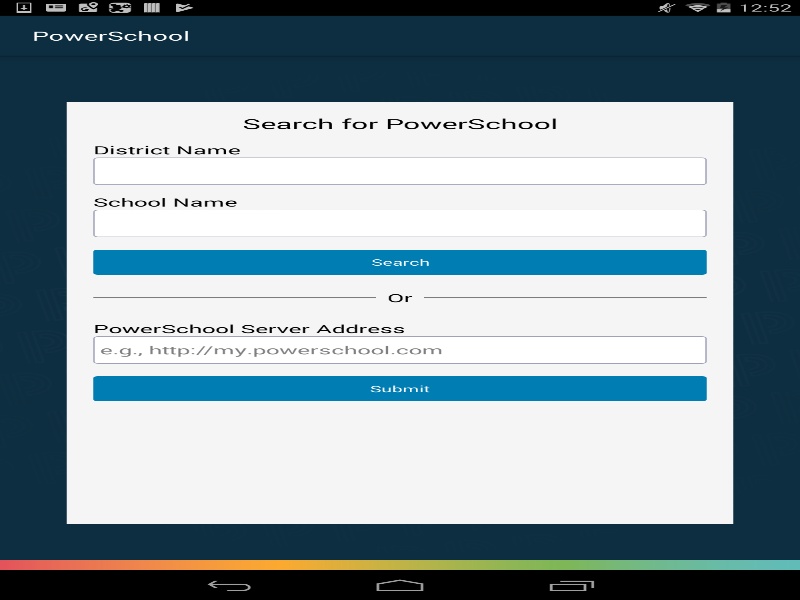 12:52
PowerSchool
Search for PowerSchool
District Name
School Name
Search
Or
PowerSchool Server Address
e.g., http://my.powerschool.com
Submit